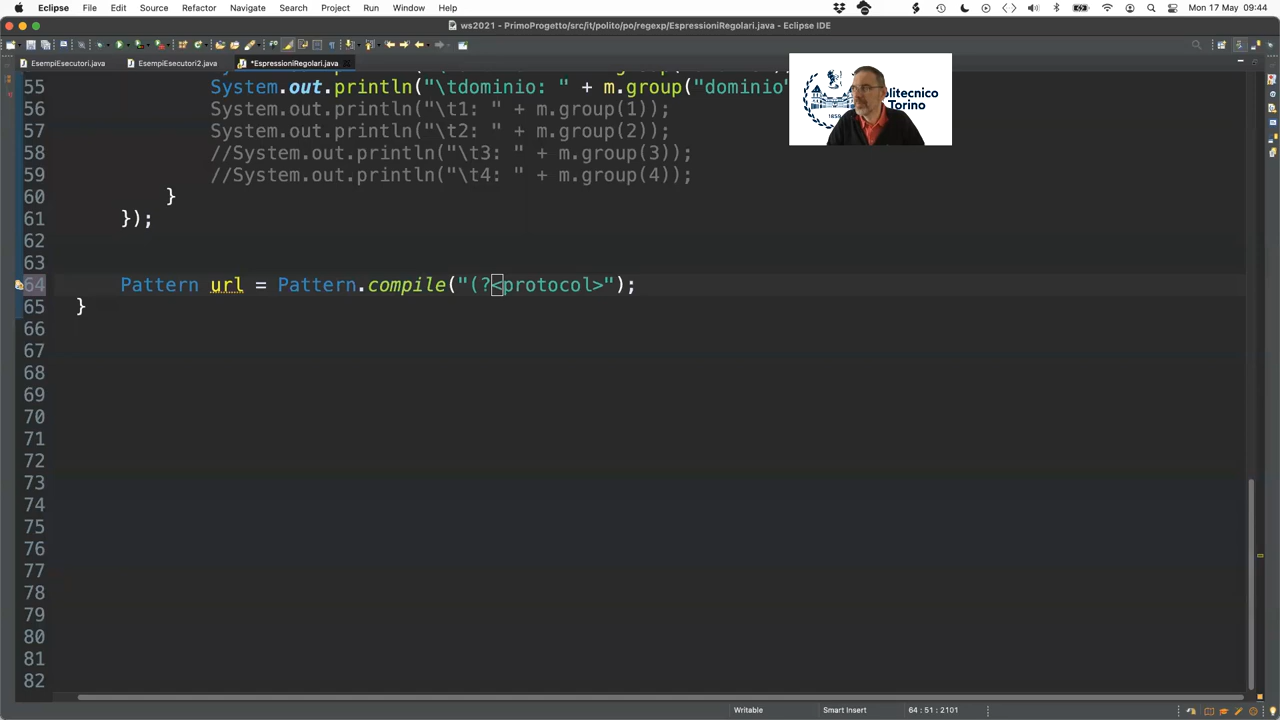 Eclipse File Edit Source Refactor Navigate Search Project Run Window Help Mon 17 May 09:44
ws2021 - PrimoProgetto/src/it/polito/po/regexp/EspressioniRegolari.java - Eclipse IDE
EsempiEsecutori.java EsempiEsecutori2.java *EspressioniRegolari.java
55 System.out.println("\tdominio: " + m.group("dominio"
56 System.out.println("\t1: " + m.group(1));
57 System.out.println("\t2: " + m.group(2));
58 //System.out.println("\t3: " + m.group(3));
59 //System.out.println("\t4: " + m.group(4));
60 }
61 });
62
63
64 Pattern url = Pattern.compile("(?<protocol>");
65 }
66
67
68
69
70
71
72
73
74
75
76
77
78
79
80
81
82
Politecnico
Torino
Writable Smart Insert 64 : 51 : 2101